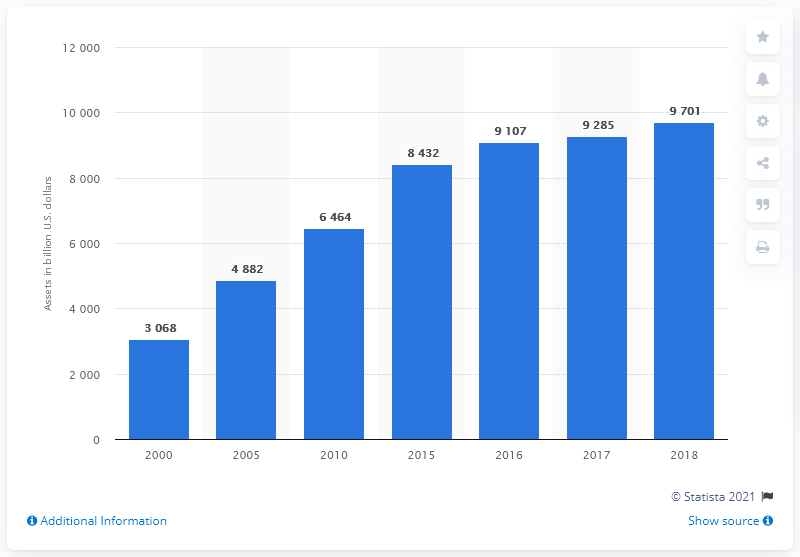 12 000
10 000
8 000
6 000
4 000
2 000
0
Assets in billion U.S. dollars
3 068
4 882
6 464
8 432
9 107
9 285
9 701
2000 2005 2010 2015 2016 2017 2018
© Statista 2021
Additional Information
Show source